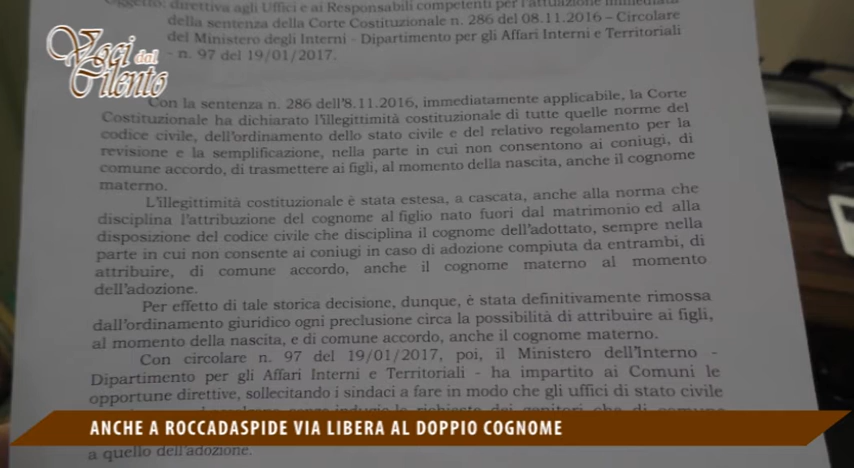 Oggetto: direttiva agli Uffici e ai Responsabili competenti per l'attuazione immediata
della sentenza della Corte Costituzionale n. 286 del 08.11.2016 – Circolare
del Ministero degli Interni - Dipartimento per gli Affari Interni e Territoriali
- n. 97 del 19/01/2017.
Voci dal
Cilento
Con la sentenza n. 286 dell'8.11.2016, immediatamente applicabile, la Corte
Costituzionale ha dichiarato l'illegittimità costituzionale di tutte quelle norme del
codice civile, dell'ordinamento dello stato civile e del relativo regolamento per la
revisione e la semplificazione, nella parte in cui non consentono ai coniugi, di
comune accordo, di trasmettere ai figli, al momento della nascita, anche il cognome
materno.
L'illegittimità costituzionale è stata estesa, a cascata, anche alla norma che
disciplina l'attribuzione del cognome al figlio nato fuori dal matrimonio ed alla
disposizione del codice civile che disciplina il cognome dell'adottato, sempre nella
parte in cui non consente ai coniugi in caso di adozione compiuta da entrambi, di
attribuire, di comune accordo, anche il cognome materno al momento
dell'adozione.
Per effetto di tale storica decisione, dunque, è stata definitivamente rimossa
dall'ordinamento giuridico ogni preclusione circa la possibilità di attribuire ai figli,
al momento della nascita, e di comune accordo, anche il cognome materno.
Con circolare n. 97 del 19/01/2017, poi, il Ministero dell'Interno -
Dipartimento per gli Affari Interni e Territoriali - ha impartito ai Comuni le
opportune direttive, sollecitando i sindaci a fare in modo che gli uffici di stato civile
ANCHE A ROCCADASPIDE VIA LIBERA AL DOPPIO COGNOME
a quello dell'adozione.